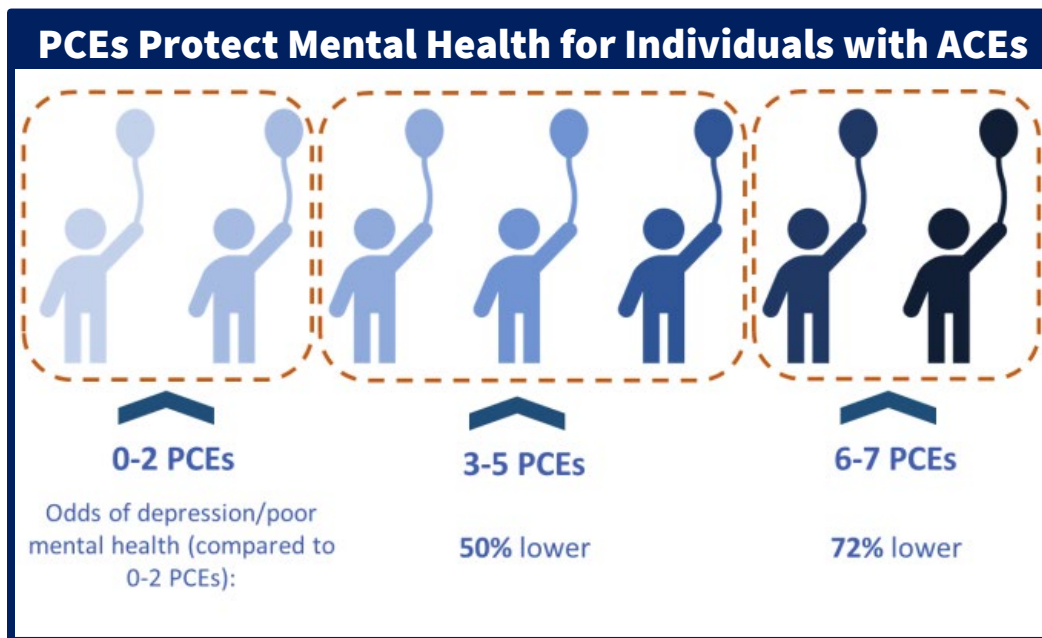 PCEs Protect Mental Health for Individuals with ACEs
0-2 PCEs
3-5 PCEs
6-7 PCEs
Odds of depression/poor
mental health (compared to
0-2 PCEs):
50% lower
72% lower